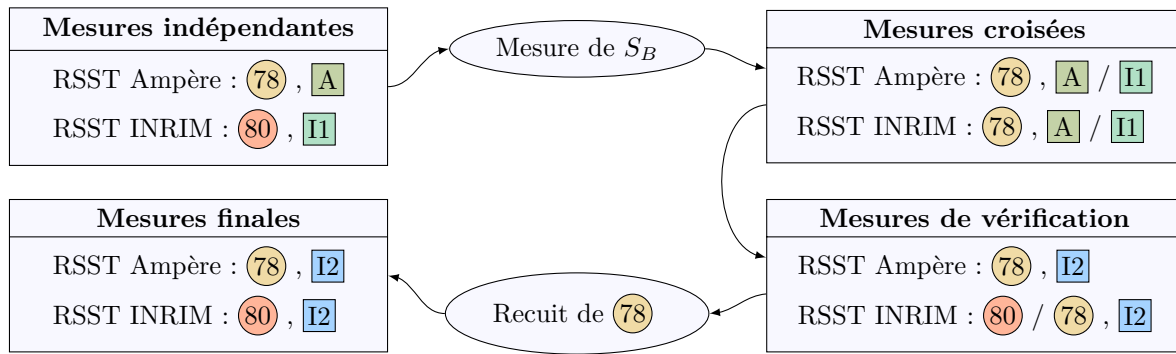 Mesures indépendantes
RSST Ampère : 78 , A
RSST INRIM : 80 , I1
Mesure de S_B
Mesures croisées
RSST Ampère : 78 , A / I1
RSST INRIM : 78 , A / I1
Mesures de vérification
RSST Ampère : 78 , I2
RSST INRIM : 80 / 78 , I2
Recuit de 78
Mesures finales
RSST Ampère : 78 , I2
RSST INRIM : 80 , I2